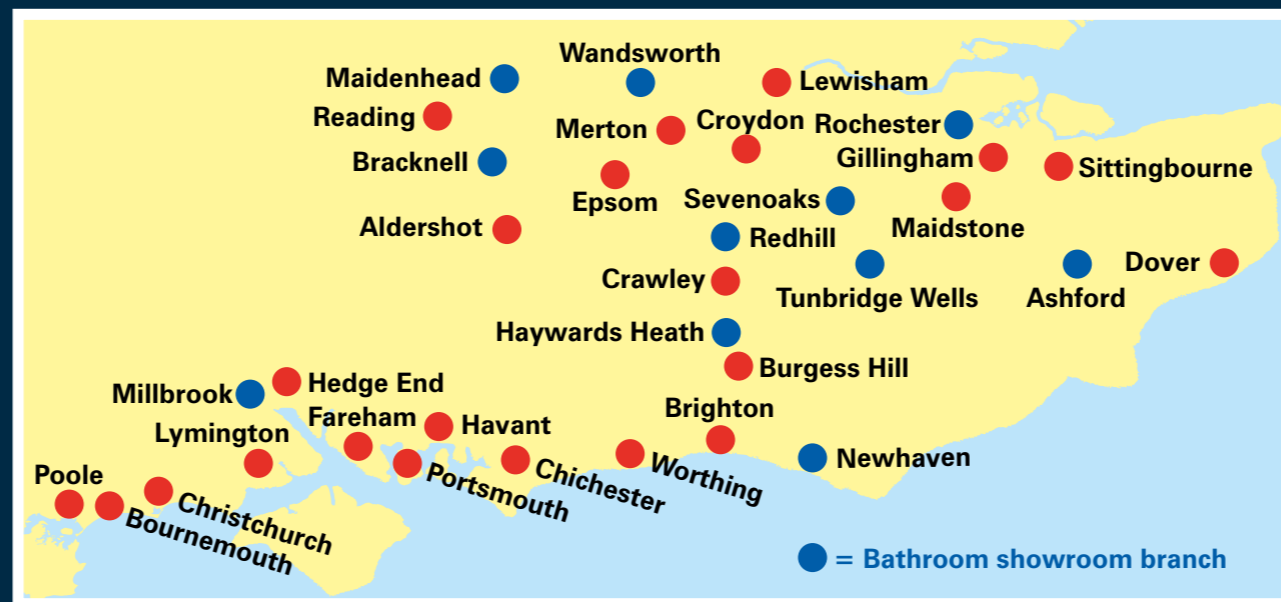 Wandsworth
Maidenhead
Lewisham
Reading
Merton
Croydon
Rochester
Bracknell
Gillingham
Sittingbourne
Epsom
Sevenoaks
Aldershot
Redhill
Maidstone
Crawley
Tunbridge Wells
Ashford
Dover
Haywards Heath
Burgess Hill
Millbrook
Hedge End
Fareham
Havant
Brighton
Lymington
Newhaven
Poole
Portsmouth
Chichester
Worthing
Christchurch
Bournemouth
= Bathroom showroom branch